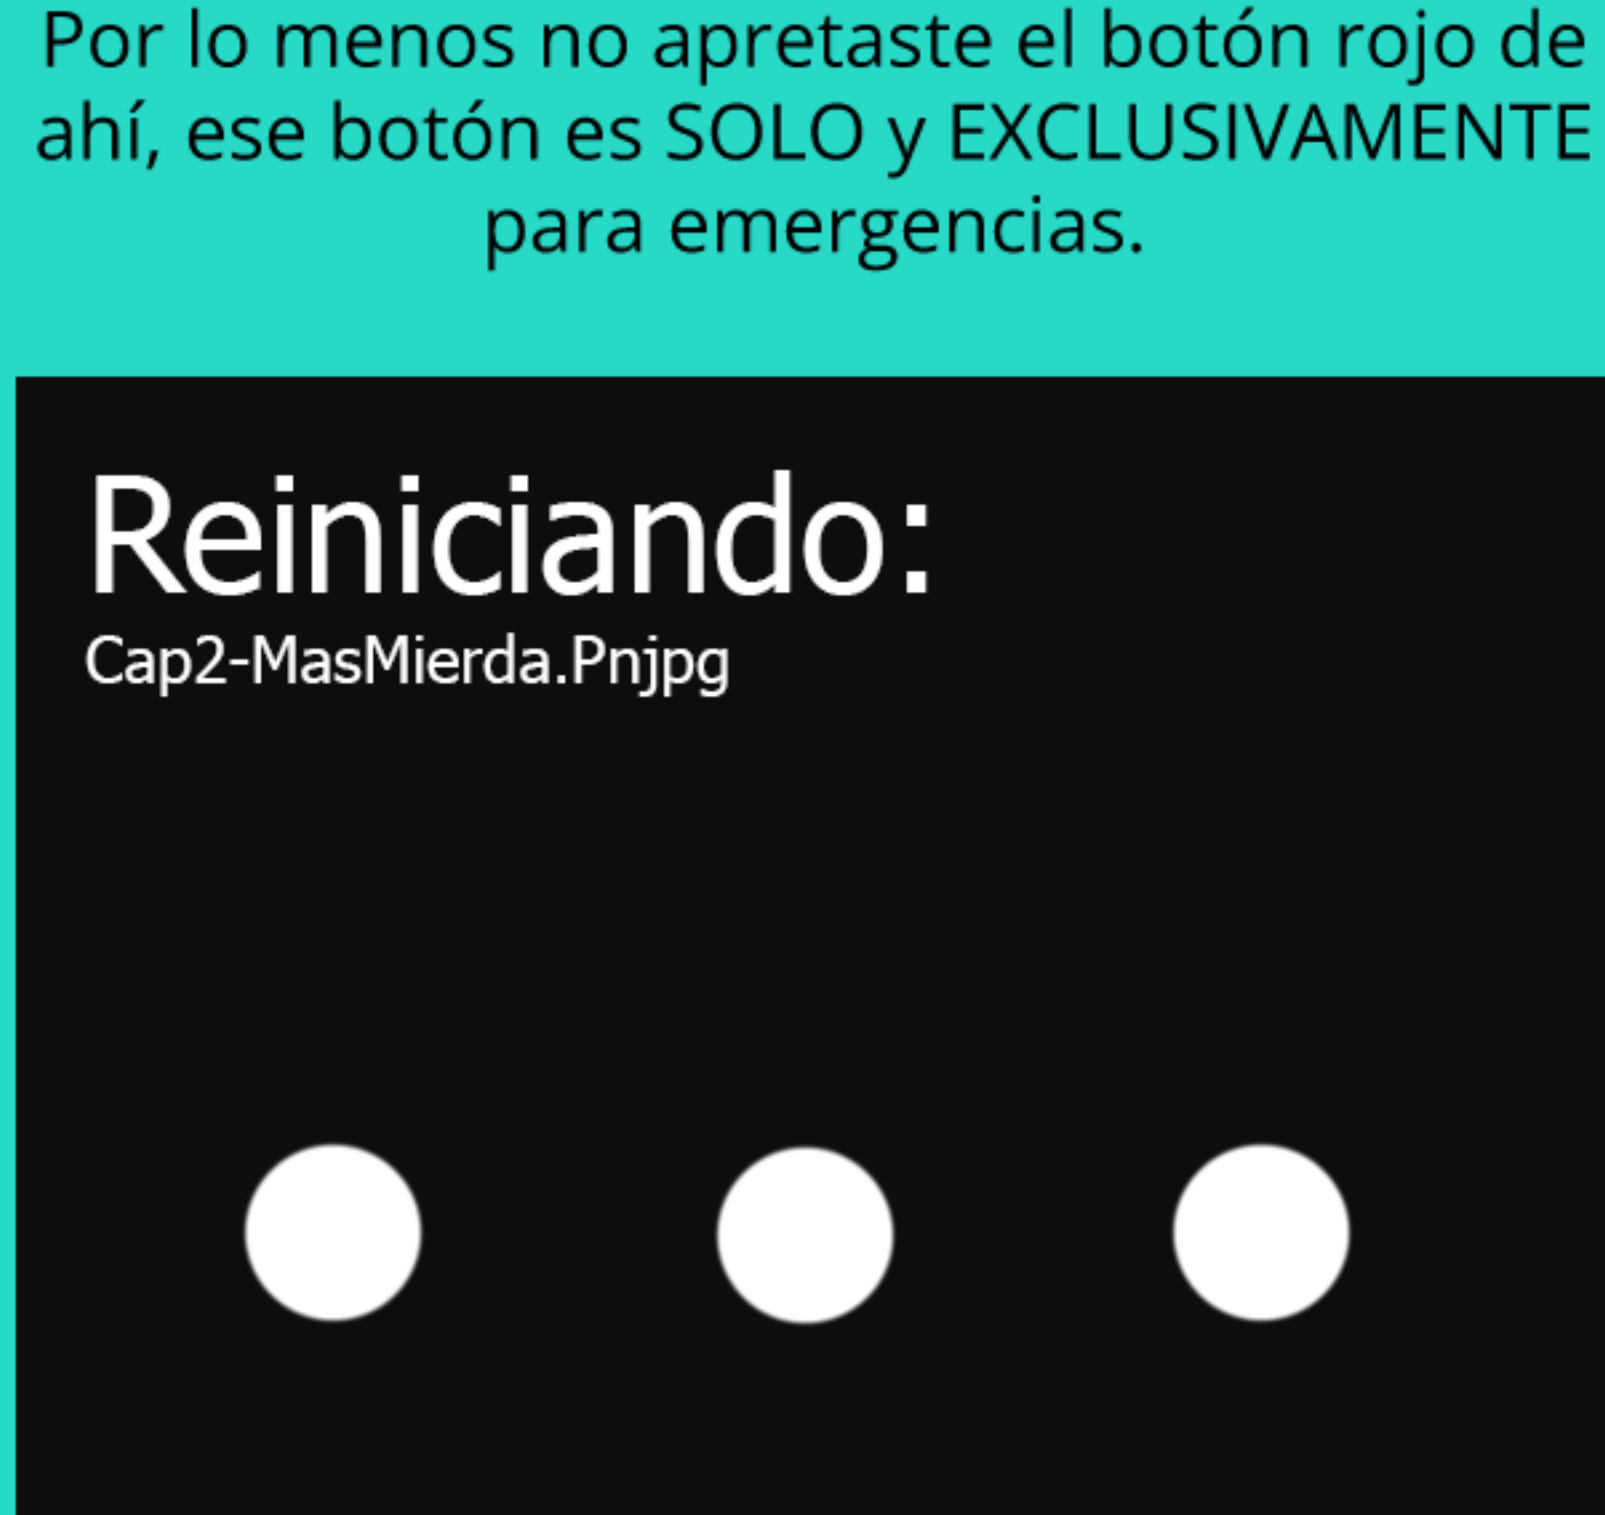 Por lo menos no apretaste el botón rojo de
ahí, ese botón es SOLO y EXCLUSIVAMENTE
para emergencias.
Reiniciando:
Cap2-MasMierda.Pnjpg